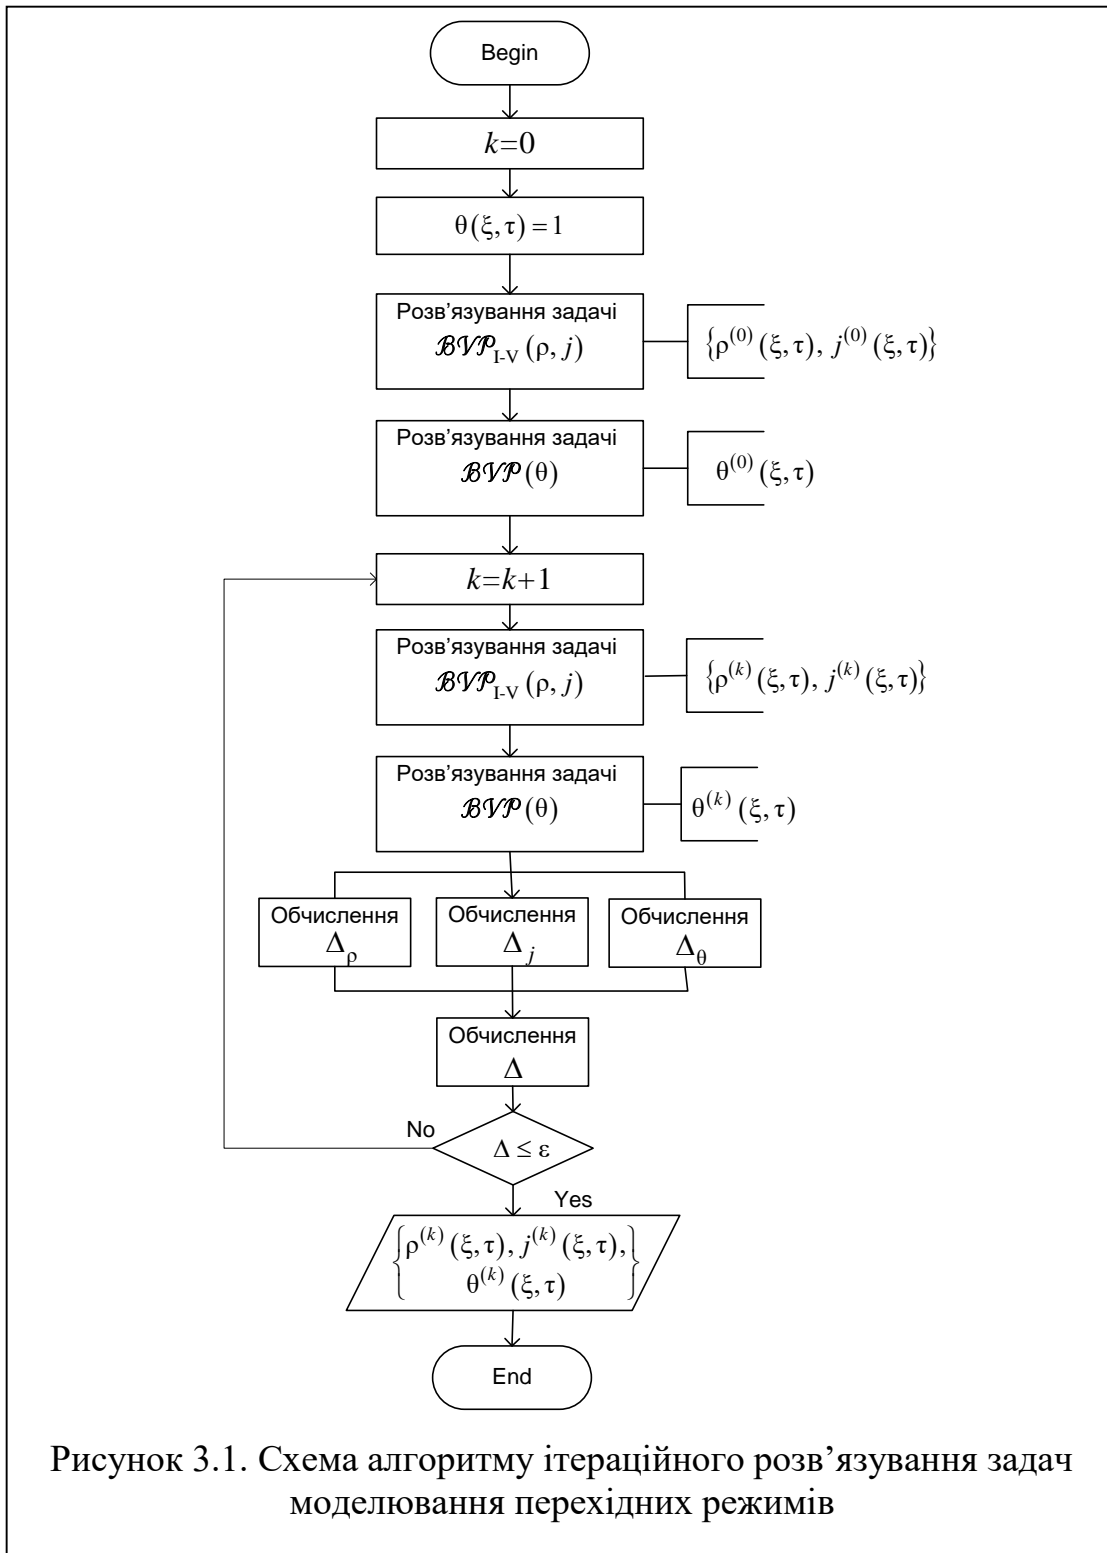 Begin
k=0
θ(ξ,τ)=1
Розв’язування задачі
ℬ𝒱𝒫I-V(ρ, j)
{ρ(0)(ξ,τ), j(0)(ξ,τ)}
Розв’язування задачі
ℬ𝒱𝒫(θ)
θ(0)(ξ,τ)
k=k+1
Розв’язування задачі
ℬ𝒱𝒫I-V(ρ, j)
{ρ(k)(ξ,τ), j(k)(ξ,τ)}
Розв’язування задачі
ℬ𝒱𝒫(θ)
θ(k)(ξ,τ)
Обчислення
Δρ
Обчислення
Δj
Обчислення
Δθ
Обчислення
Δ
No
Δ ≤ ε
Yes
{ρ(k)(ξ,τ), j(k)(ξ,τ),
θ(k)(ξ,τ)}
End
Рисунок 3.1. Схема алгоритму ітераційного розв’язування задач
моделювання перехідних режимів